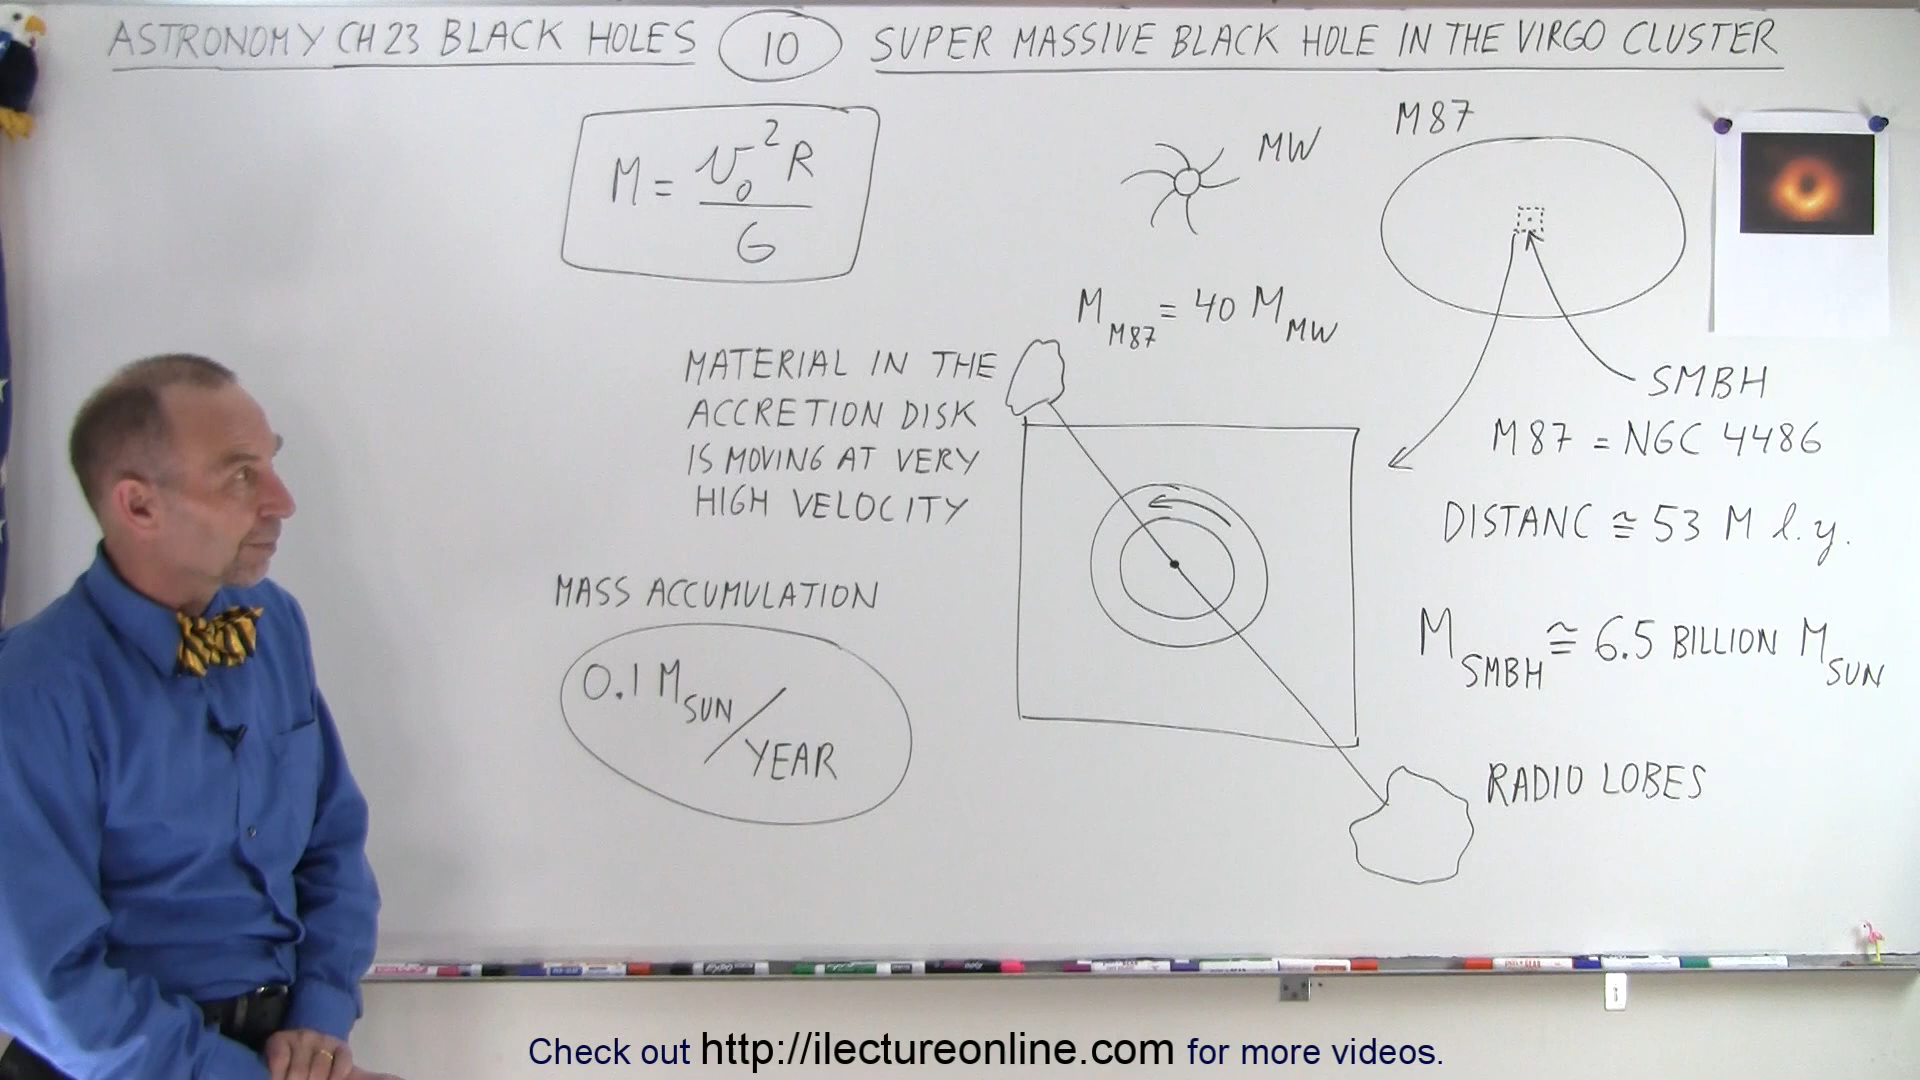 ASTRONOMY CH 23 BLACK HOLES 10 SUPER MASSIVE BLACK HOLE IN THE VIRGO CLUSTER
M = v₀² R / G
MW
M87
M_M87 = 40 M_MW
SMBH
M87 = NGC 4486
DISTANC ≅ 53 M l.y.
M_SMBH ≅ 6.5 BILLION M_SUN
MATERIAL IN THE
ACCRETION DISK
IS MOVING AT VERY
HIGH VELOCITY
MASS ACCUMULATION
0.1 M_SUN / YEAR
RADIO LOBES
Check out http://ilectureonline.com for more videos.